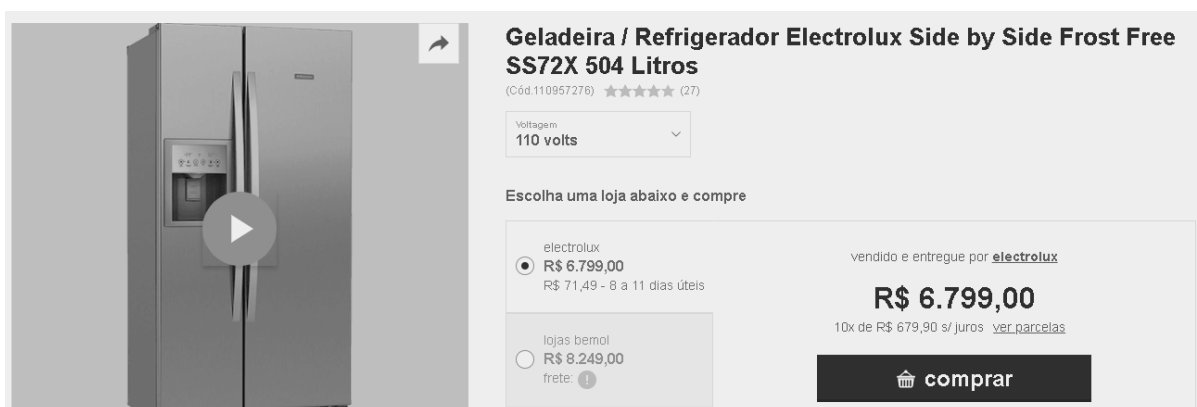 Geladeira / Refrigerador Electrolux Side by Side Frost Free
SS72X 504 Litros
(Cód.110957276) (27)
Voltagem
110 volts
Escolha uma loja abaixo e compre
electrolux
R$ 6.799,00
R$ 71,49 - 8 a 11 dias úteis
lojas bemol
R$ 8.249,00
frete: !
vendido e entregue por electrolux
R$ 6.799,00
10x de R$ 679,90 s/ juros ver parcelas
comprar